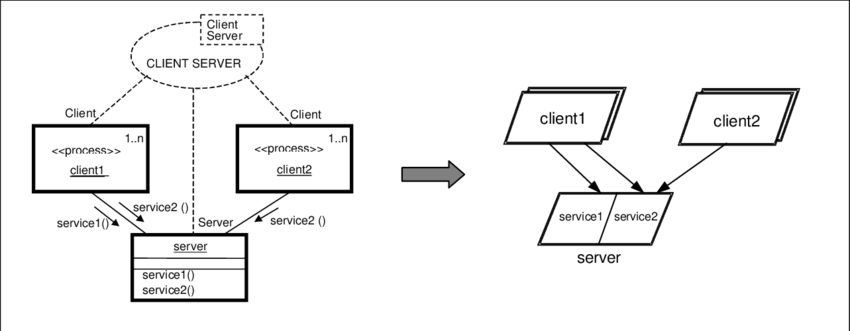 Client
Server
CLIENT SERVER
Client
Client
1..n
<<process>>
client1
1..n
<<process>>
client2
service2 ()
service1()
Server
service2 ()
server
service1()
service2()
client1
client2
service1
service2
server